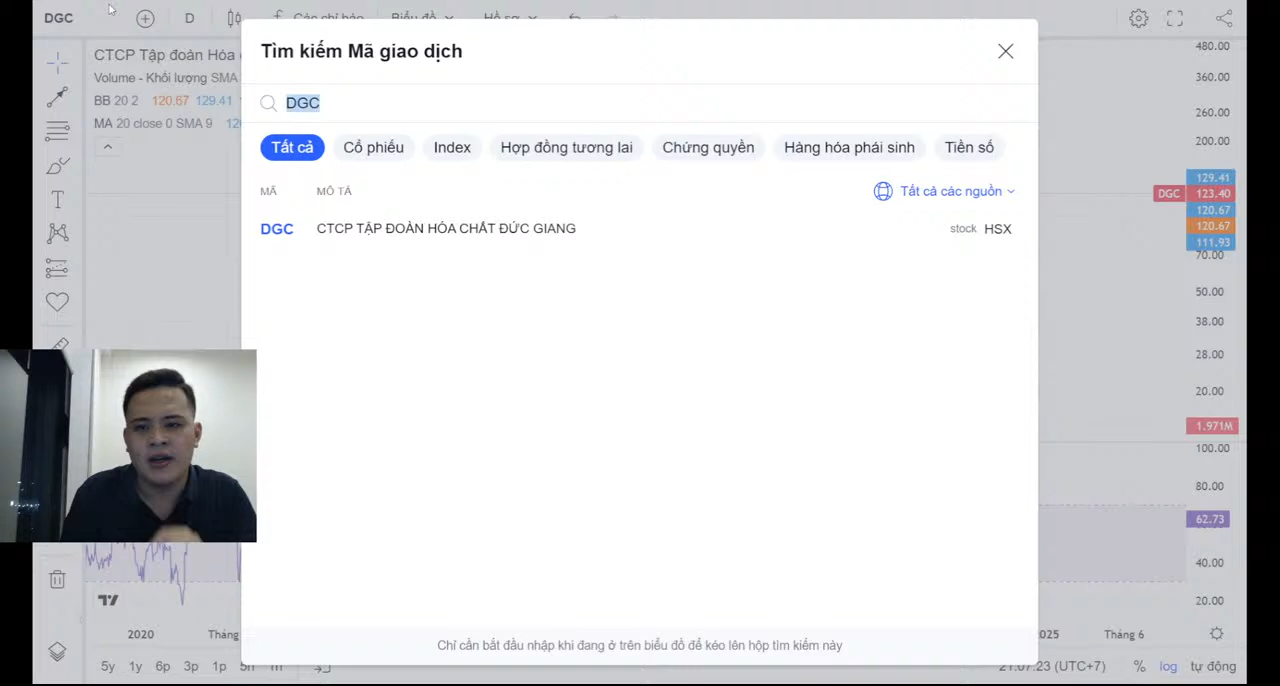 DGC
D
Các chỉ báo
Biểu đồ
Hồ sơ
Tìm kiếm Mã giao dịch
DGC
Tất cả
Cổ phiếu
Index
Hợp đồng tương lai
Chứng quyền
Hàng hóa phái sinh
Tiền số
MÃ
MÔ TẢ
Tất cả các nguồn
DGC
CTCP TẬP ĐOÀN HÓA CHẤT ĐỨC GIANG
stock
HSX
Chỉ cần bắt đầu nhập khi đang ở trên biểu đồ để kéo lên hộp tìm kiếm này
CTCP Tập đoàn Hóa
Volume - Khối lượng SMA
BB 20 2 120.67 129.41
MA 20 close 0 SMA 9
480.00
360.00
260.00
200.00
129.41
DGC 123.40
120.67
120.67
111.93
70.00
50.00
38.00
28.00
20.00
1.971M
100.00
80.00
62.73
40.00
20.00
2020
Tháng
Tháng 6
5y 1y 6p 3p 1p
21:07:23 (UTC+7)
%
log
tự động